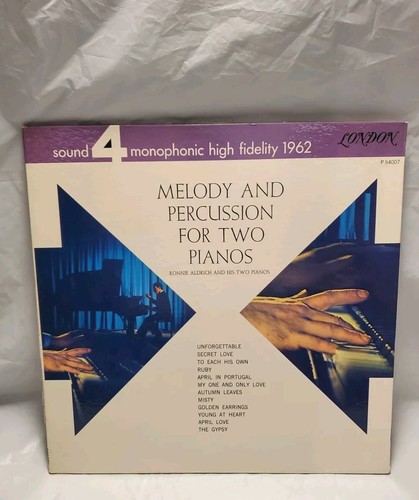 sound 4 monophonic high fidelity 1962
LONDON
P 54007
MELODY AND
PERCUSSION
FOR TWO
PIANOS
RONNIE ALDRICH AND HIS TWO PIANOS
UNFORGETTABLE
SECRET LOVE
TO EACH HIS OWN
RUBY
APRIL IN PORTUGAL
MY ONE AND ONLY LOVE
AUTUMN LEAVES
MISTY
GOLDEN EARRINGS
YOUNG AT HEART
APRIL LOVE
THE GYPSY